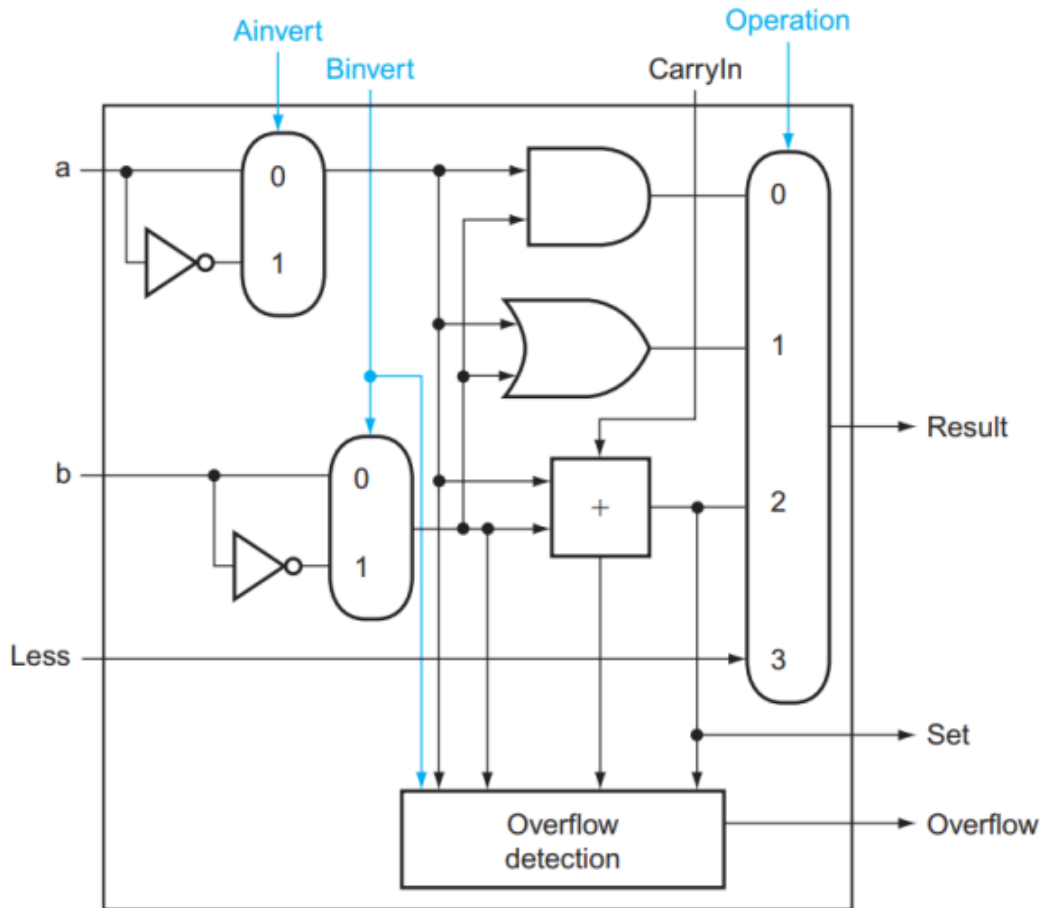 Ainvert
Operation
Binvert
CarryIn
a
0
0
1
1
Result
b
0
+
2
1
Less
3
Set
Overflow
detection
Overflow